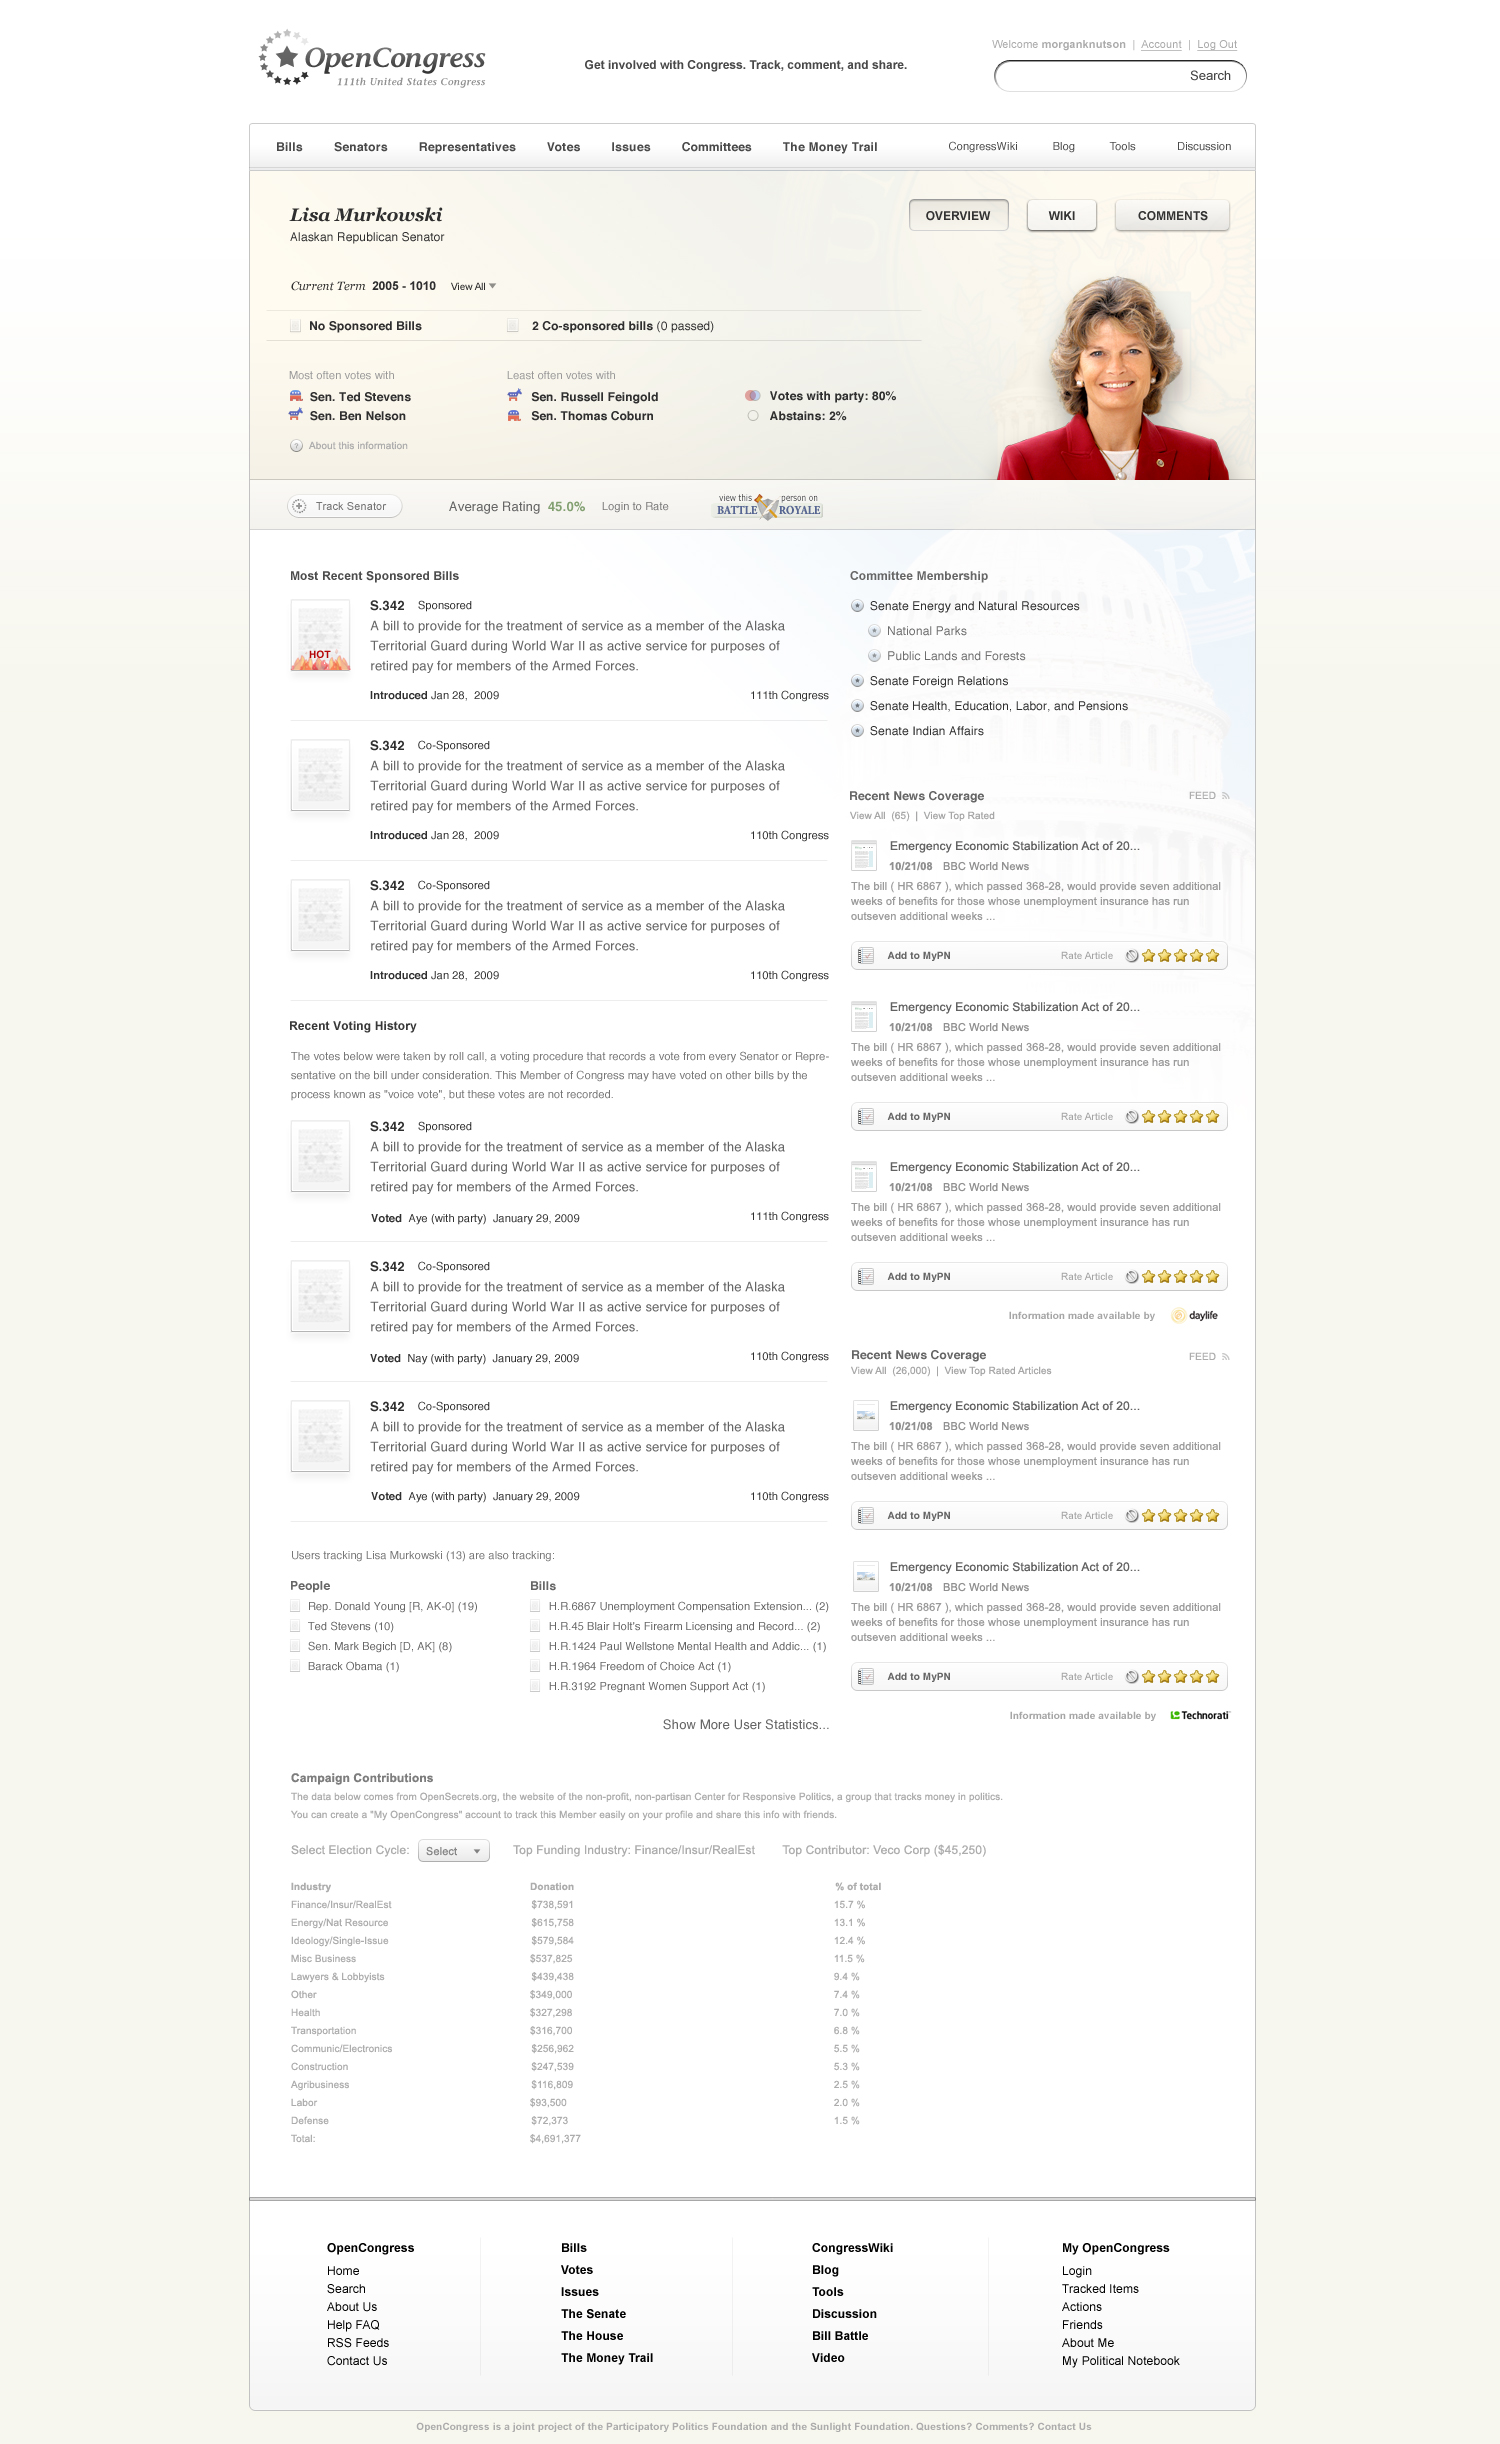 OpenCongress
111th United States Congress
Get involved with Congress. Track, comment, and share.
Welcome morganknutson | Account | Log Out
Search
Bills Senators Representatives Votes Issues Committees The Money Trail CongressWiki Blog Tools Discussion
Lisa Murkowski
Alaskan Republican Senator
OVERVIEW WIKI COMMENTS
Current Term 2005 - 1010 View All
No Sponsored Bills 2 Co-sponsored bills (0 passed)
Most often votes with Least often votes with
Sen. Ted Stevens Sen. Russell Feingold Votes with party: 80%
Sen. Ben Nelson Sen. Thomas Coburn Abstains: 2%
? About this information
Track Senator Average Rating 45.0% Login to Rate view this person on BATTLE ROYALE
Most Recent Sponsored Bills
S.342 Sponsored
HOT
A bill to provide for the treatment of service as a member of the Alaska
Territorial Guard during World War II as active service for purposes of
retired pay for members of the Armed Forces.
Introduced Jan 28, 2009 111th Congress
S.342 Co-Sponsored
A bill to provide for the treatment of service as a member of the Alaska
Territorial Guard during World War II as active service for purposes of
retired pay for members of the Armed Forces.
Introduced Jan 28, 2009 110th Congress
S.342 Co-Sponsored
A bill to provide for the treatment of service as a member of the Alaska
Territorial Guard during World War II as active service for purposes of
retired pay for members of the Armed Forces.
Introduced Jan 28, 2009 110th Congress
Recent Voting History
The votes below were taken by roll call, a voting procedure that records a vote from every Senator or Repre-
sentative on the bill under consideration. This Member of Congress may have voted on other bills by the
process known as "voice vote", but these votes are not recorded.
S.342 Sponsored
A bill to provide for the treatment of service as a member of the Alaska
Territorial Guard during World War II as active service for purposes of
retired pay for members of the Armed Forces.
Voted Aye (with party) January 29, 2009 111th Congress
S.342 Co-Sponsored
A bill to provide for the treatment of service as a member of the Alaska
Territorial Guard during World War II as active service for purposes of
retired pay for members of the Armed Forces.
Voted Nay (with party) January 29, 2009 110th Congress
S.342 Co-Sponsored
A bill to provide for the treatment of service as a member of the Alaska
Territorial Guard during World War II as active service for purposes of
retired pay for members of the Armed Forces.
Voted Aye (with party) January 29, 2009 110th Congress
Users tracking Lisa Murkowski (13) are also tracking:
People
Rep. Donald Young [R, AK-0] (19)
Ted Stevens (10)
Sen. Mark Begich [D, AK] (8)
Barack Obama (1)
Bills
H.R.6867 Unemployment Compensation Extension... (2)
H.R.45 Blair Holt's Firearm Licensing and Record... (2)
H.R.1424 Paul Wellstone Mental Health and Addic... (1)
H.R.1964 Freedom of Choice Act (1)
H.R.3192 Pregnant Women Support Act (1)
Show More User Statistics...
Committee Membership
Senate Energy and Natural Resources
National Parks
Public Lands and Forests
Senate Foreign Relations
Senate Health, Education, Labor, and Pensions
Senate Indian Affairs
Recent News Coverage FEED
View All (65) | View Top Rated
Emergency Economic Stabilization Act of 20...
10/21/08 BBC World News
The bill ( HR 6867 ), which passed 368-28, would provide seven additional
weeks of benefits for those whose unemployment insurance has run
outseven additional weeks ...
Add to MyPN Rate Article
Emergency Economic Stabilization Act of 20...
10/21/08 BBC World News
The bill ( HR 6867 ), which passed 368-28, would provide seven additional
weeks of benefits for those whose unemployment insurance has run
outseven additional weeks ...
Add to MyPN Rate Article
Emergency Economic Stabilization Act of 20...
10/21/08 BBC World News
The bill ( HR 6867 ), which passed 368-28, would provide seven additional
weeks of benefits for those whose unemployment insurance has run
outseven additional weeks ...
Add to MyPN Rate Article
Information made available by daylife
Recent News Coverage FEED
View All (26,000) | View Top Rated Articles
Emergency Economic Stabilization Act of 20...
10/21/08 BBC World News
The bill ( HR 6867 ), which passed 368-28, would provide seven additional
weeks of benefits for those whose unemployment insurance has run
outseven additional weeks ...
Add to MyPN Rate Article
Emergency Economic Stabilization Act of 20...
10/21/08 BBC World News
The bill ( HR 6867 ), which passed 368-28, would provide seven additional
weeks of benefits for those whose unemployment insurance has run
outseven additional weeks ...
Add to MyPN Rate Article
Information made available by Technorati
Campaign Contributions
The data below comes from OpenSecrets.org, the website of the non-profit, non-partisan Center for Responsive Politics, a group that tracks money in politics.
You can create a "My OpenCongress" account to track this Member easily on your profile and share this info with friends.
Select Election Cycle: Select Top Funding Industry: Finance/Insur/RealEst Top Contributor: Veco Corp ($45,250)
Industry Donation % of total
Finance/Insur/RealEst $738,591 15.7 %
Energy/Nat Resource $615,758 13.1 %
Ideology/Single-Issue $579,584 12.4 %
Misc Business $537,825 11.5 %
Lawyers & Lobbyists $439,438 9.4 %
Other $349,000 7.4 %
Health $327,298 7.0 %
Transportation $316,700 6.8 %
Communic/Electronics $256,962 5.5 %
Construction $247,539 5.3 %
Agribusiness $116,809 2.5 %
Labor $93,500 2.0 %
Defense $72,373 1.5 %
Total: $4,691,377
OpenCongress
Home
Search
About Us
Help FAQ
RSS Feeds
Contact Us
Bills
Votes
Issues
The Senate
The House
The Money Trail
CongressWiki
Blog
Tools
Discussion
Bill Battle
Video
My OpenCongress
Login
Tracked Items
Actions
Friends
About Me
My Political Notebook
OpenCongress is a joint project of the Participatory Politics Foundation and the Sunlight Foundation. Questions? Comments? Contact Us